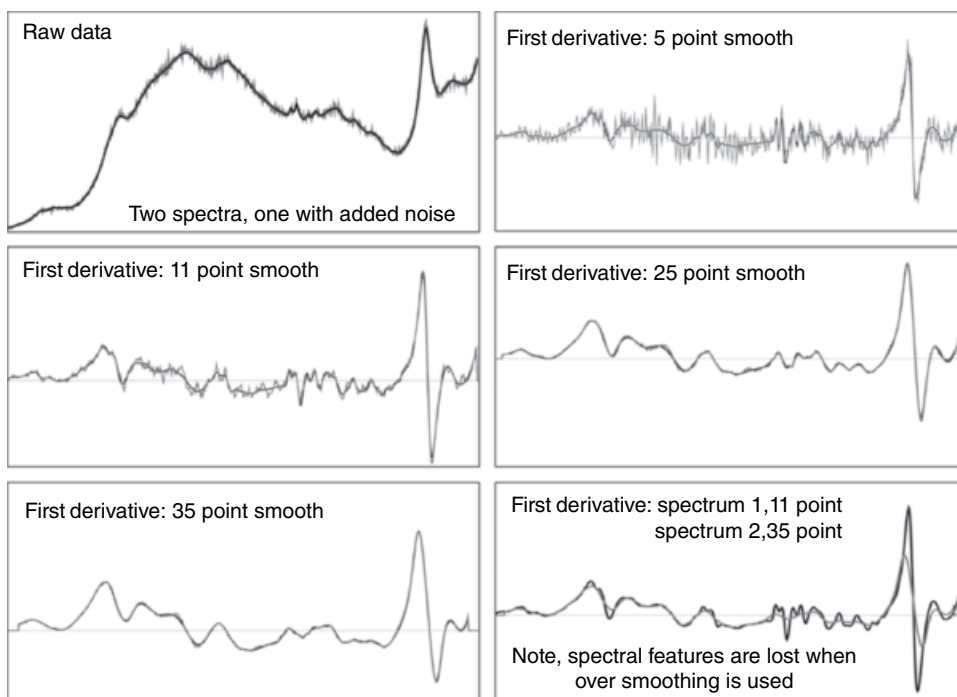 Raw data
Two spectra, one with added noise
First derivative: 5 point smooth
First derivative: 11 point smooth
First derivative: 25 point smooth
First derivative: 35 point smooth
First derivative: spectrum 1,11 point
spectrum 2,35 point
Note, spectral features are lost when
over smoothing is used